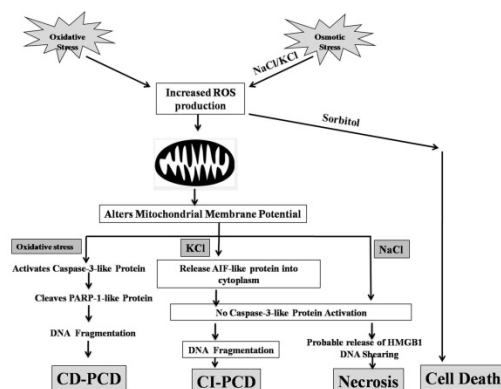 Oxidative
Stress
Osmotic
Stress
NaCl/KCl
Increased ROS
production
Sorbitol
Alters Mitochondrial Membrane Potential
Oxidative stress
KCl
NaCl
Activates Caspase-3-like Protein
Release AIF-like protein into
cytoplasm
Cleaves PARP-1-like Protein
No Caspase-3-like Protein Activation
DNA Fragmentation
DNA Fragmentation
Probable release of HMGB1
DNA Shearing
CD-PCD
CI-PCD
Necrosis
Cell Death